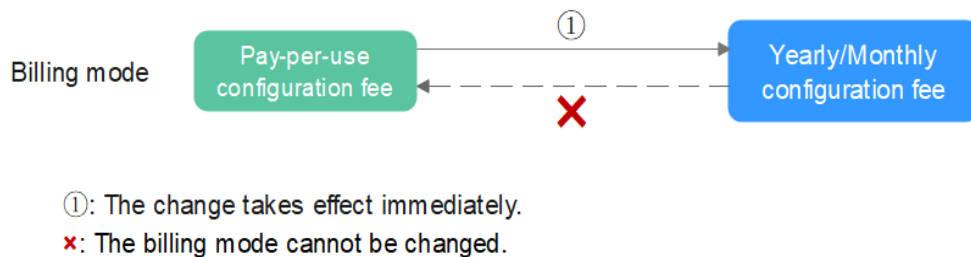 ①
Pay-per-use
configuration fee
Yearly/Monthly
configuration fee
Billing mode
①: The change takes effect immediately.
×: The billing mode cannot be changed.